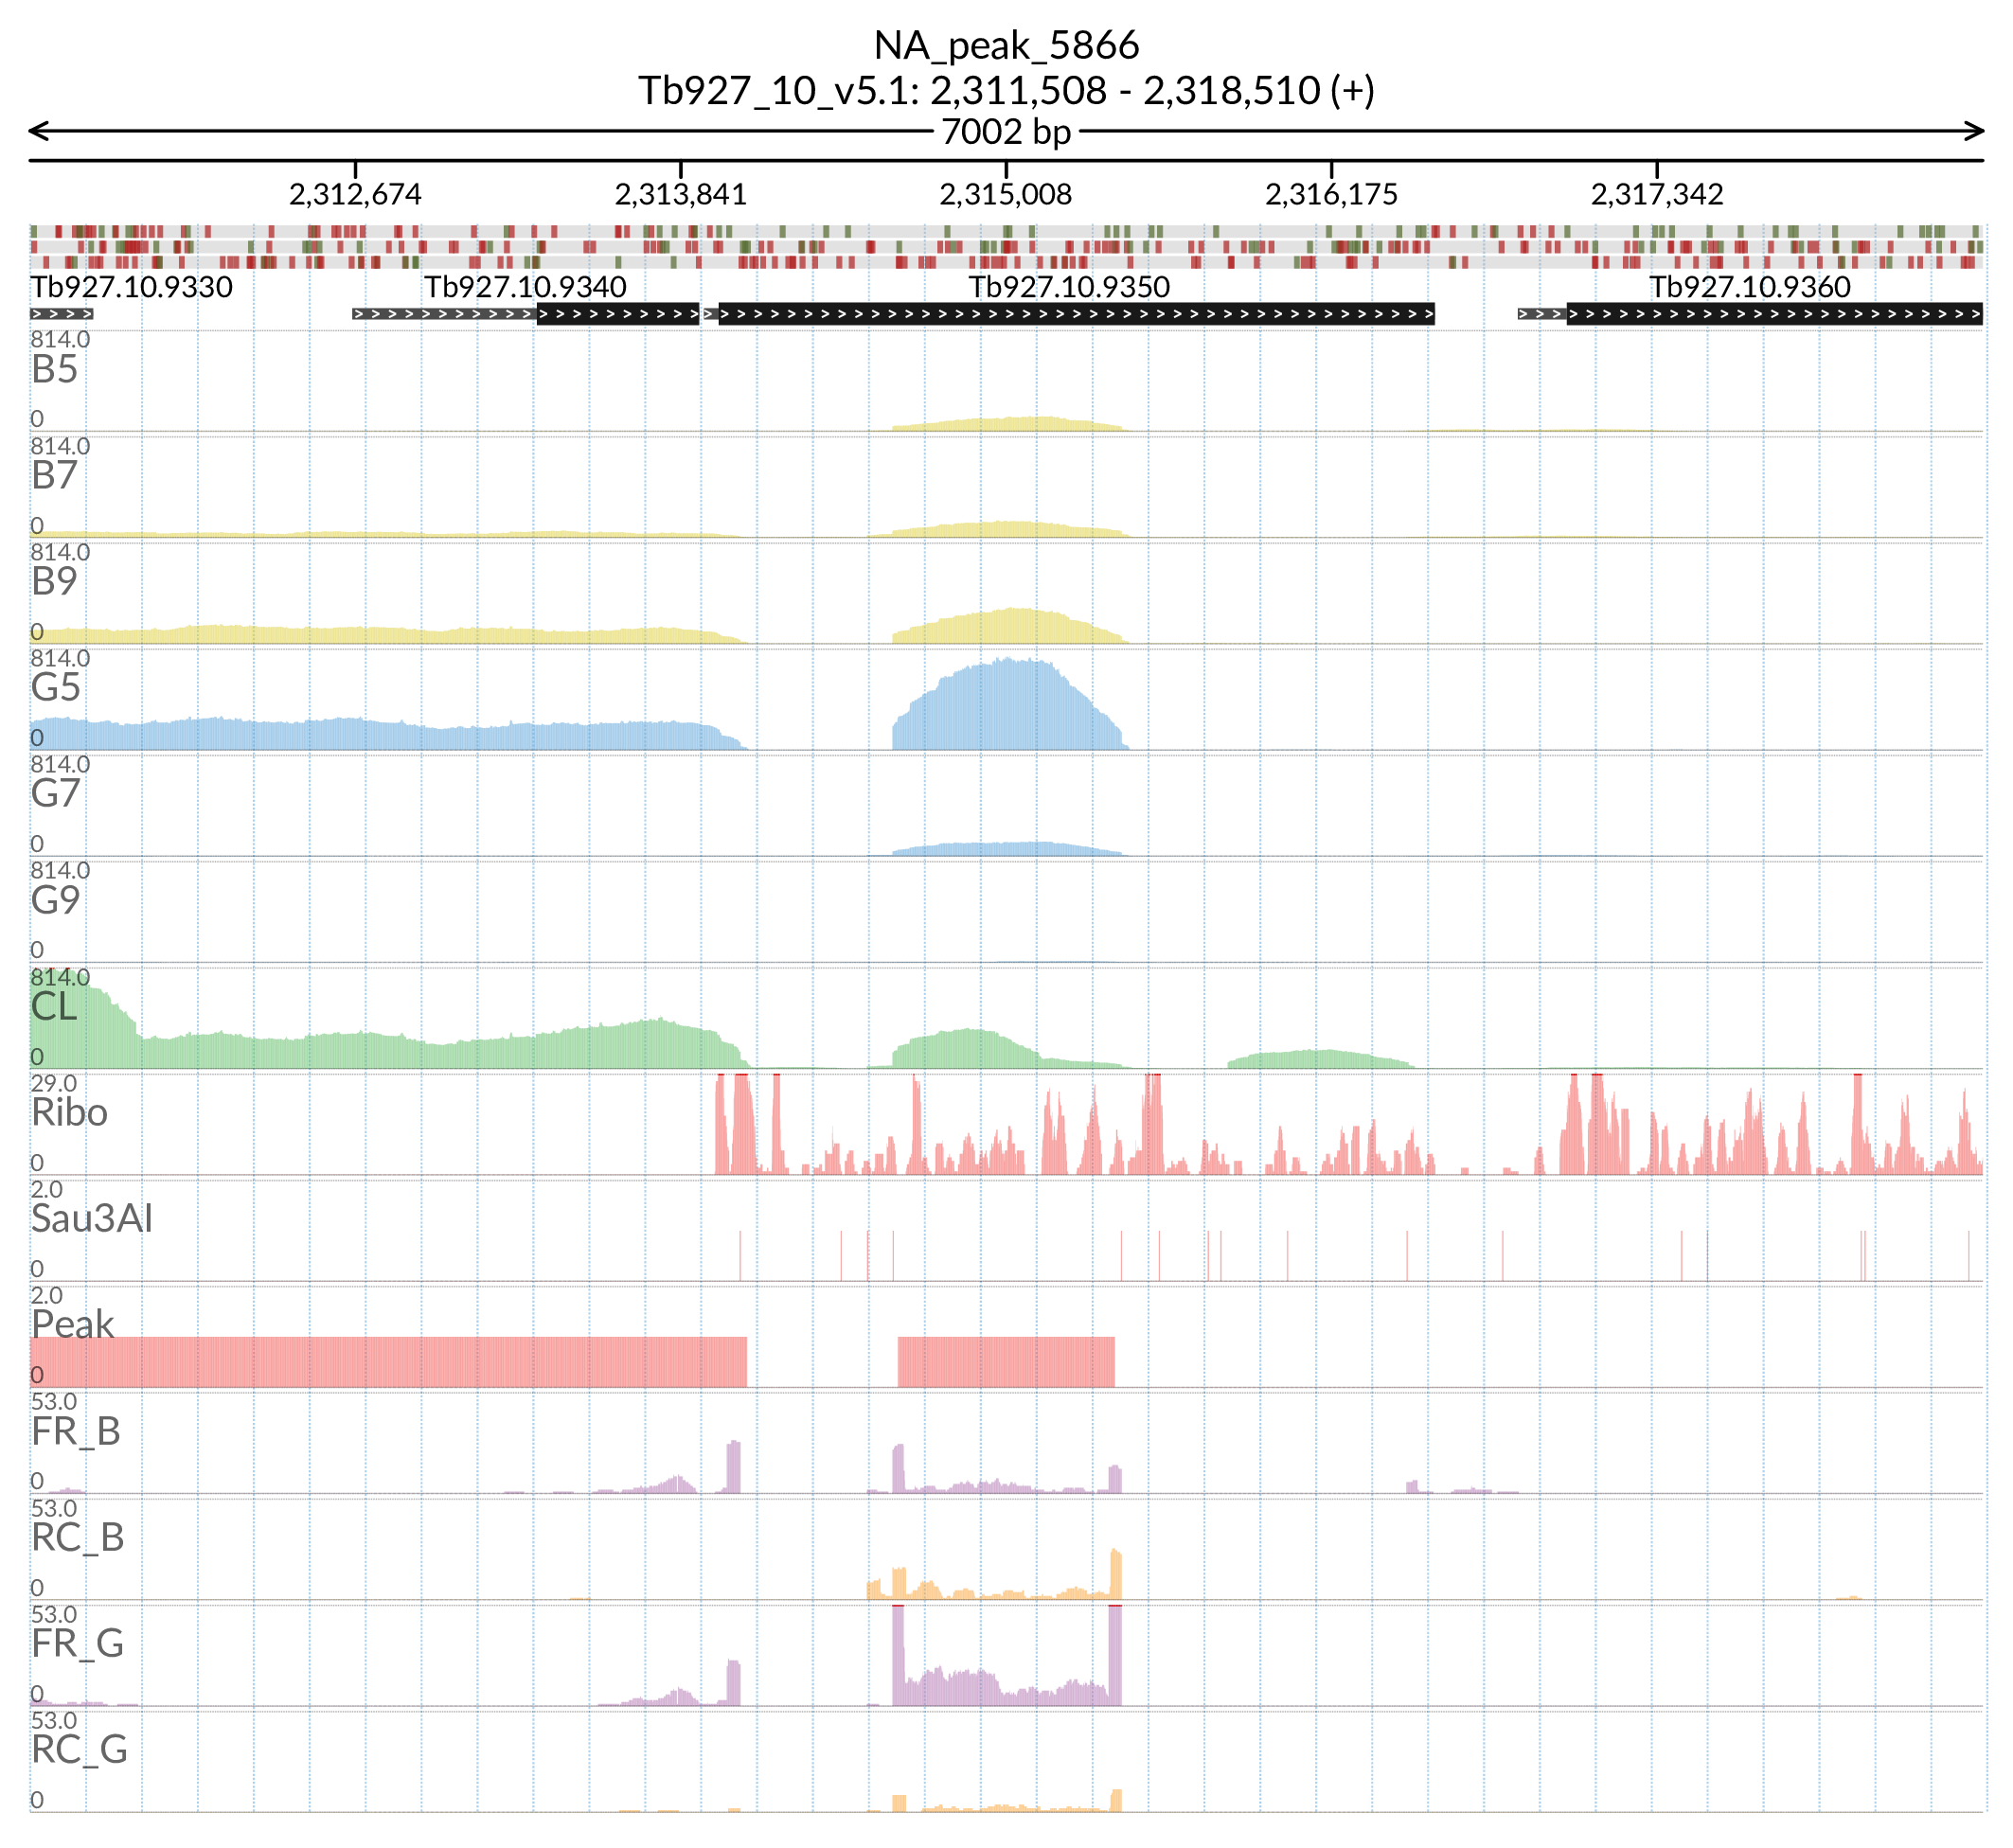 NA_peak_5866
Tb927_10_v5.1: 2,311,508 - 2,318,510 (+)
7002 bp
2,312,674 2,313,841 2,315,008 2,316,175 2,317,342
Tb927.10.9330 Tb927.10.9340 Tb927.10.9350 Tb927.10.9360
814.0
B5
0
814.0
B7
0
814.0
B9
0
814.0
G5
0
814.0
G7
0
814.0
G9
0
814.0
CL
0
29.0
Ribo
0
2.0
Sau3AI
0
2.0
Peak
0
53.0
FR_B
0
53.0
RC_B
0
53.0
FR_G
0
53.0
RC_G
0